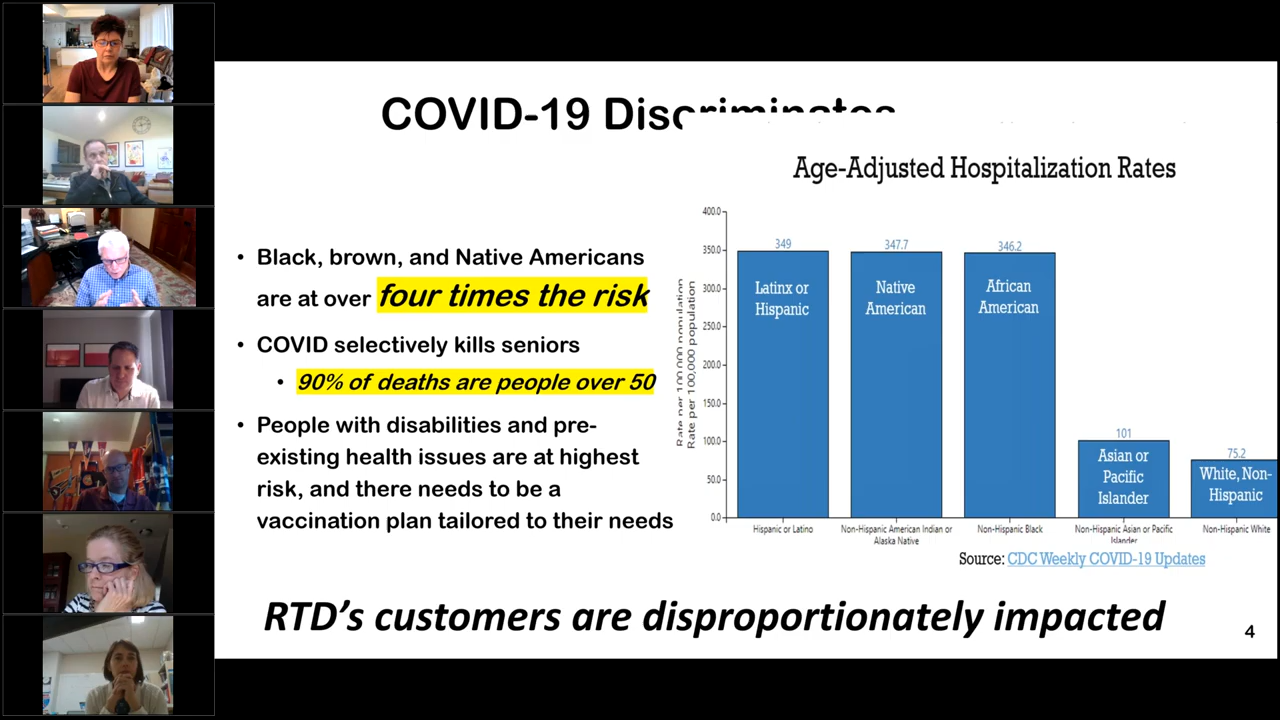 COVID-19 Discriminates
Age-Adjusted Hospitalization Rates
• Black, brown, and Native Americans
are at over four times the risk
• COVID selectively kills seniors
• 90% of deaths are people over 50
• People with disabilities and pre-
existing health issues are at highest
risk, and there needs to be a
vaccination plan tailored to their needs
Rate per 100,000 population
Rate per 100,000 population
400.0
350.0
300.0
250.0
200.0
150.0
100.0
50.0
0.0
349
Latinx or
Hispanic
347.7
Native
American
346.2
African
American
101
Asian or
Pacific
Islander
75.2
White, Non-
Hispanic
Hispanic or Latino
Non-Hispanic American Indian or
Alaska Native
Non-Hispanic Black
Non-Hispanic Asian or Pacific
Islander
Non-Hispanic White
Source: CDC Weekly COVID-19 Updates
RTD's customers are disproportionately impacted
4